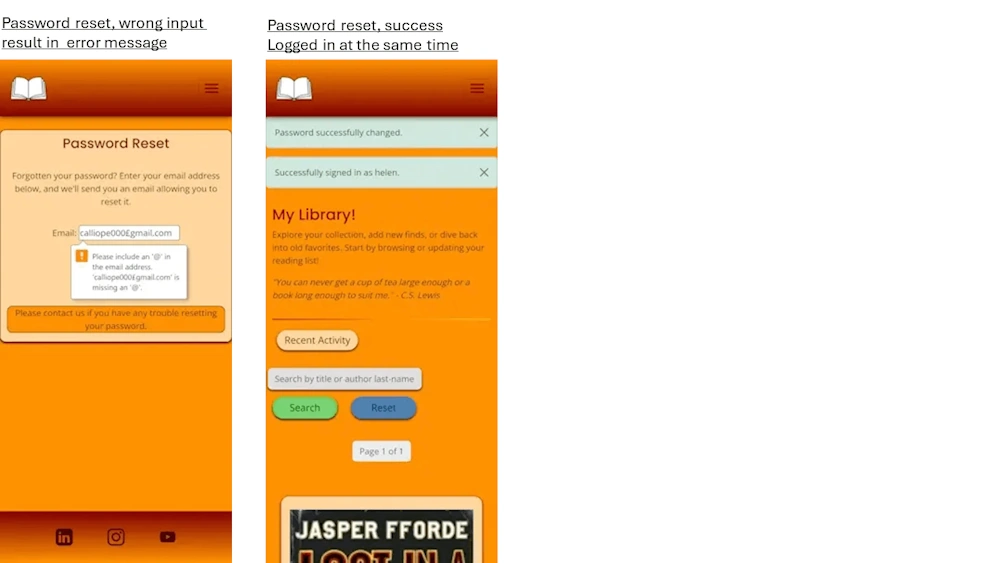 Password reset, wrong input
result in  error message
Password Reset
Forgotten your password? Enter your email address
below, and we'll send you an email allowing you to
reset it.
Email: calliope000£gmail.com
! Please include an '@' in
the email address.
'calliope000£gmail.com' is
missing an '@'.
Please contact us if you have any trouble resetting
your password.
in
Password reset, success
Logged in at the same time
Password successfully changed.
Successfully signed in as helen.
My Library!
Explore your collection, add new finds, or dive back
into old favorites. Start by browsing or updating your
reading list!
"You can never get a cup of tea large enough or a
book long enough to suit me." - C.S. Lewis
Recent Activity
Search by title or author last-name
Search
Reset
Page 1 of 1
JASPER FFORDE
LOST IN A